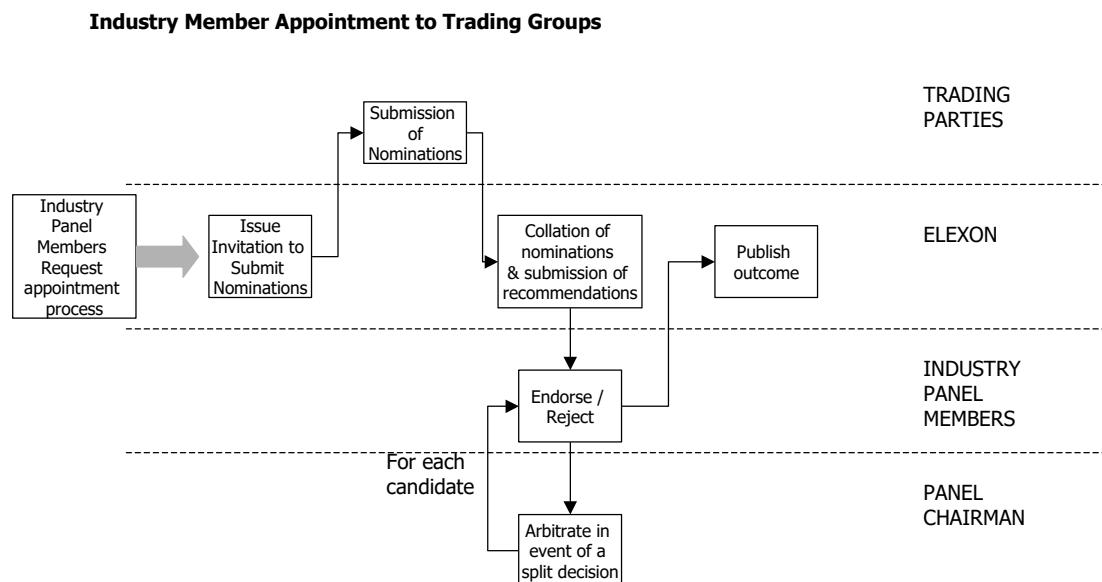 Industry Member Appointment to Trading Groups
TRADING
PARTIES
Submission
of
Nominations
Industry
Panel
Members
Request
appointment
process
Issue
Invitation to
Submit
Nominations
Collation of
nominations
& submission of
recommendations
Publish
outcome
ELEXON
Endorse /
Reject
INDUSTRY
PANEL
MEMBERS
For each
candidate
Arbitrate in
event of a
split decision
PANEL
CHAIRMAN